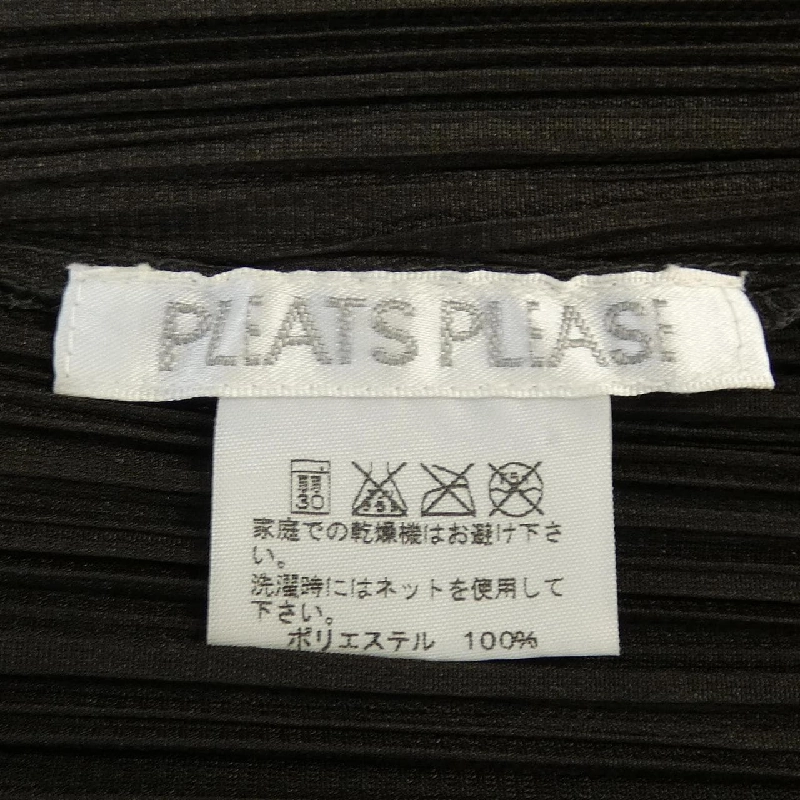 PLEATS PLEASE
30
家庭での乾燥機はお避け下さ
い。
洗濯時にはネットを使用して
下さい。
ポリエステル 100%